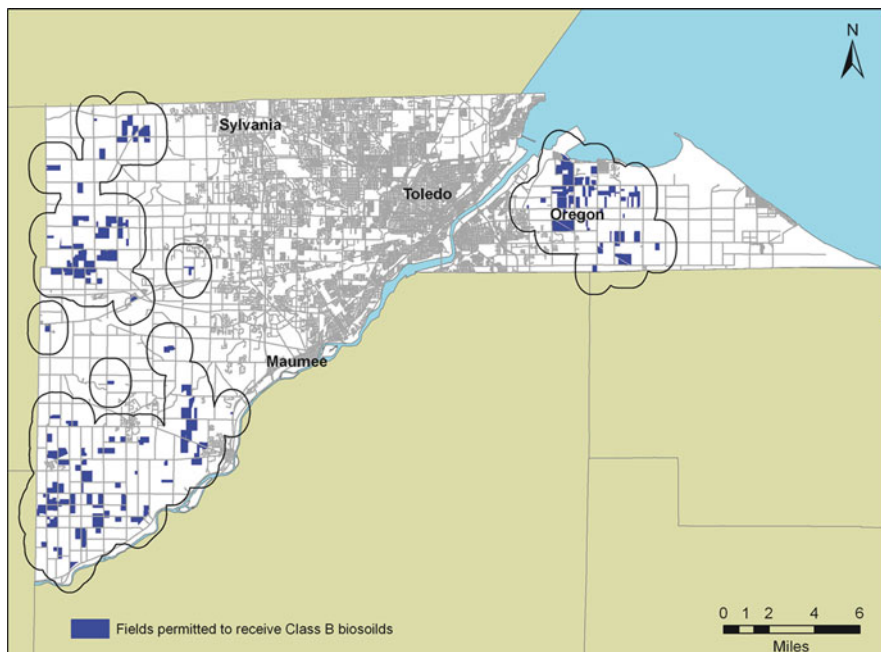 N
Sylvania
Toledo
Oregon
Maumee
Fields permitted to receive Class B biosoilds
0 1 2 4 6
Miles